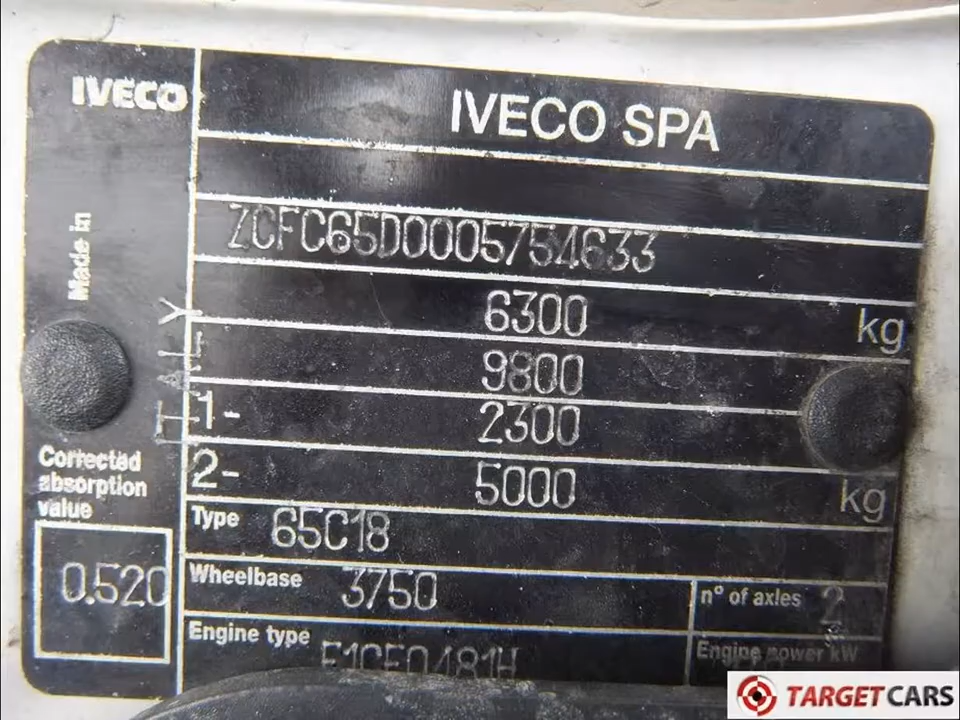 IVECO
IVECO SPA
Made in
ITALY
ZCFC65D0005754633
6300 kg
9800
1- 2300
2- 5000 kg
Corrected
absorption
value
0.520
Type 65C18
Wheelbase 3750
n° of axles 2
Engine type F1CE0481H
Engine power kW
TARGET CARS